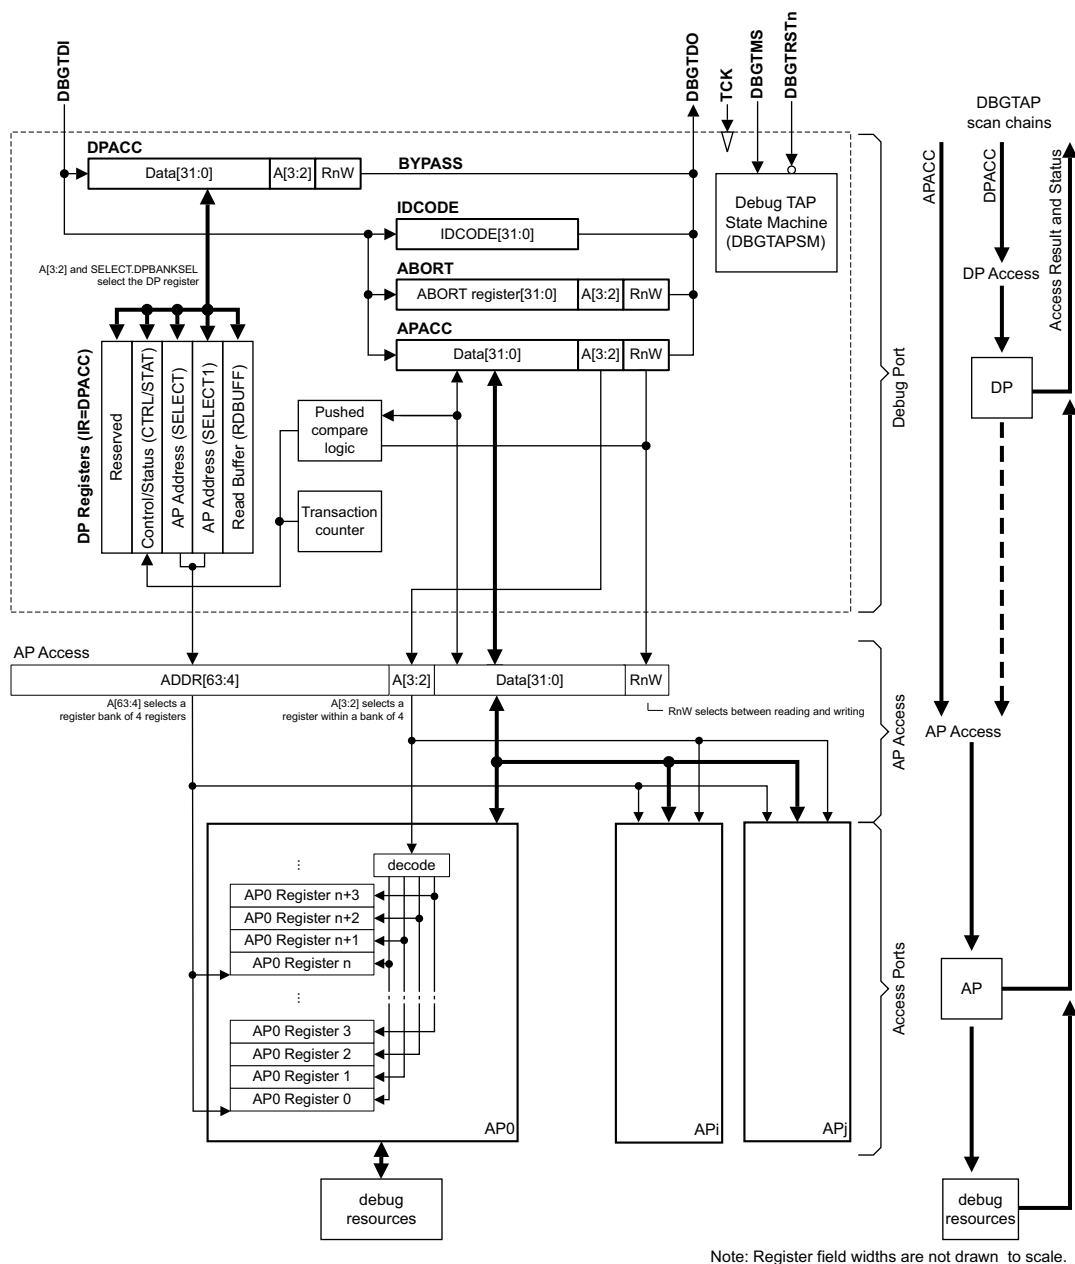 DBGTDI
DBGTDO
TCK
DBGTMS
DBGTRSTn
DBGTAP
scan chains
DPACC
Data[31:0]
A[3:2]
RnW
BYPASS
IDCODE
IDCODE[31:0]
Debug TAP
State Machine
(DBGTAPSM)
APACC
DPACC
Access Result and Status
DP Access
A[3:2] and SELECT.DPBANKSEL
select the DP register
ABORT
ABORT register[31:0]
A[3:2]
RnW
APACC
Data[31:0]
A[3:2]
RnW
DP Registers (IR=DPACC)
Reserved
Control/Status (CTRL/STAT)
AP Address (SELECT)
AP Address (SELECT1)
Read Buffer (RDBUFF)
Pushed
compare
logic
Transaction
counter
Debug Port
DP
AP Access
ADDR[63:4]
A[3:2]
Data[31:0]
RnW
A[63:4] selects a
register bank of 4 registers
A[3:2] selects a
register within a bank of 4
RnW selects between reading and writing
AP Access
AP Access
decode
...
AP0 Register n+3
AP0 Register n+2
AP0 Register n+1
AP0 Register n
...
AP0 Register 3
AP0 Register 2
AP0 Register 1
AP0 Register 0
AP0
APi
APj
Access Ports
AP
debug
resources
debug
resources
Note: Register field widths are not drawn to scale.